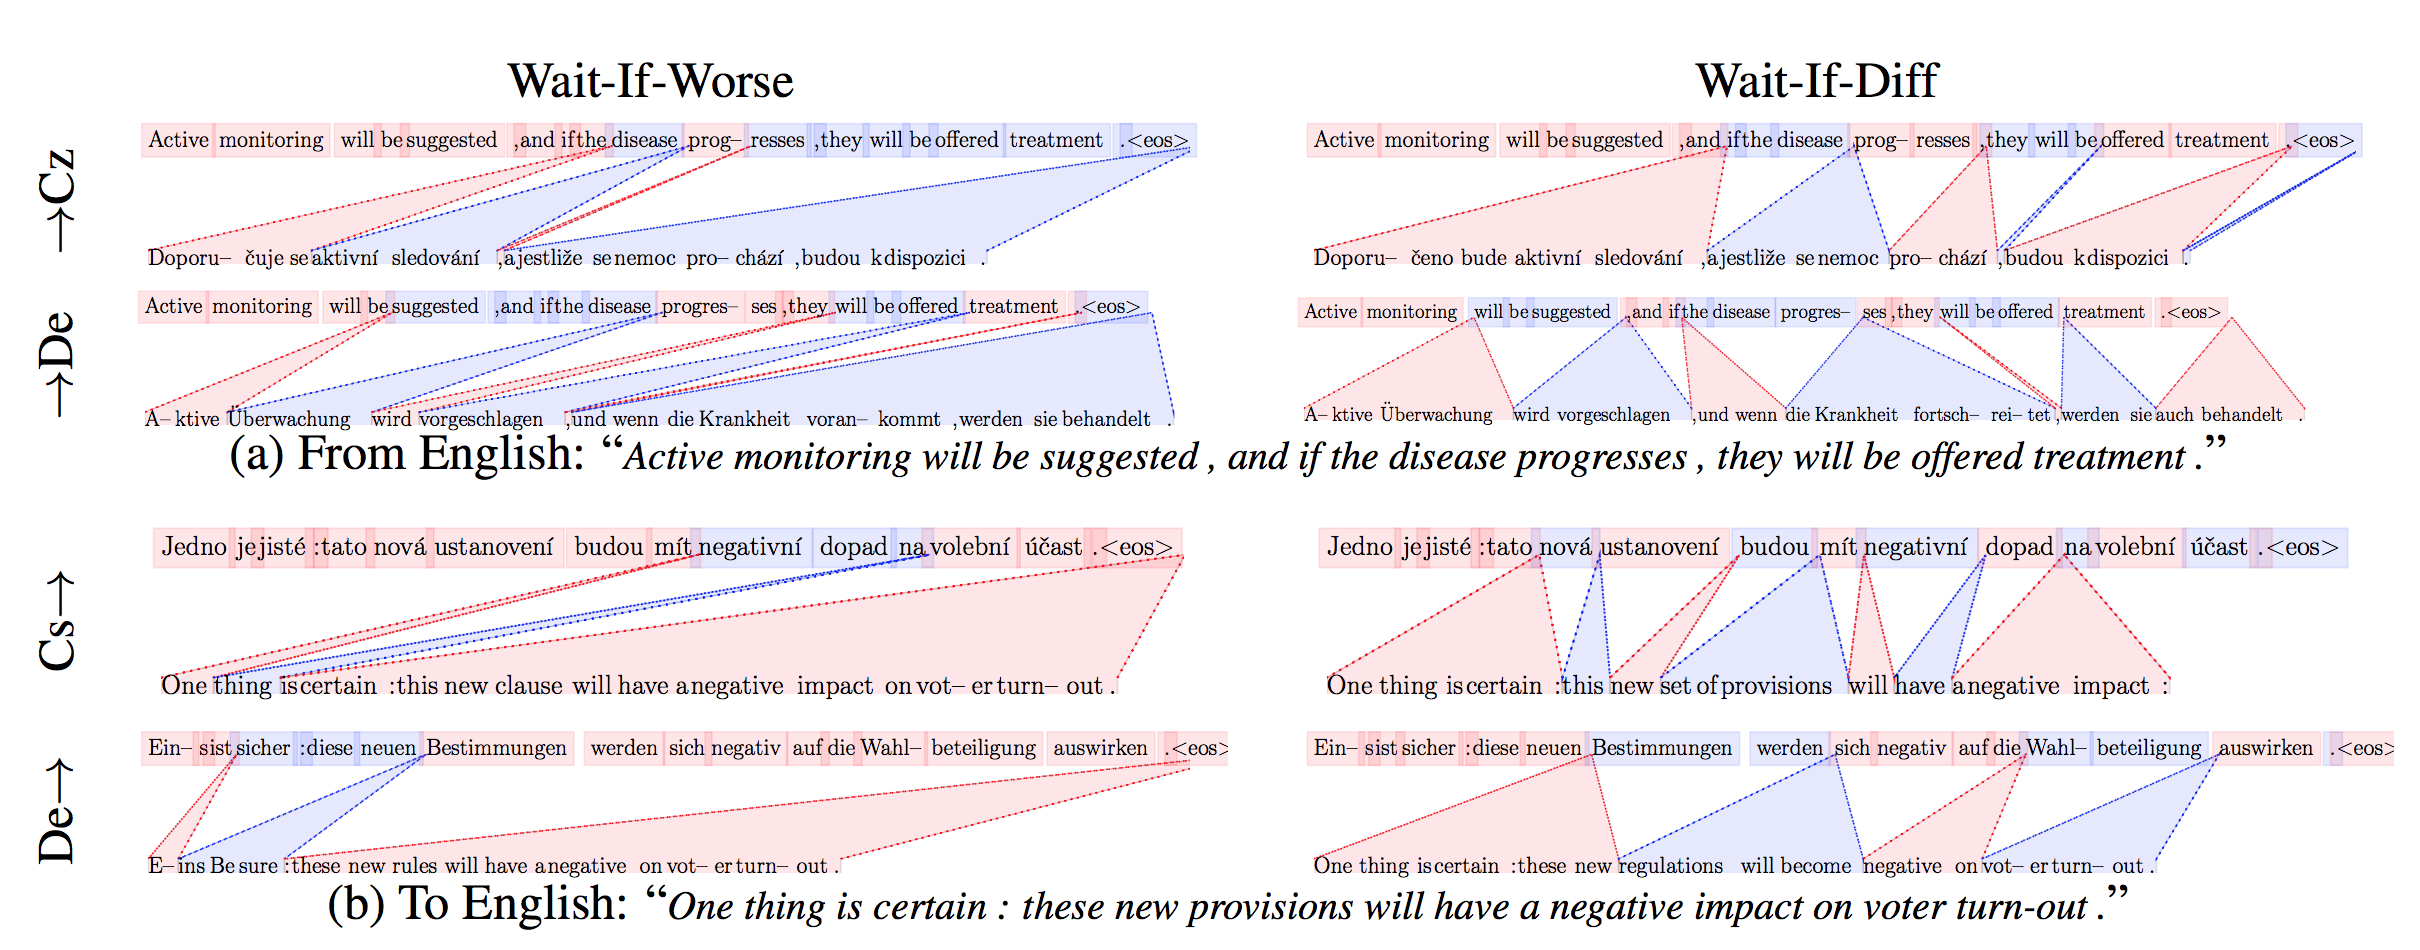 Wait-If-Worse
Wait-If-Diff
→Cz
Active monitoring will be suggested , and if the disease prog– resses , they will be offered treatment . <eos>
Doporu– čuje se aktivní sledování , a jestliže se nemoc pro– chází , budou k dispozici .
Active monitoring will be suggested , and if the disease prog– resses , they will be offered treatment . <eos>
Doporu– čeno bude aktivní sledování , a jestliže se nemoc pro– chází , budou k dispozici .
→De
Active monitoring will be suggested , and if the disease progres– ses , they will be offered treatment . <eos>
A– ktive Überwachung wird vorgeschlagen , und wenn die Krankheit voran– kommt , werden sie behandelt .
Active monitoring will be suggested , and if the disease progres– ses , they will be offered treatment . <eos>
A– ktive Überwachung wird vorgeschlagen , und wenn die Krankheit fortsch– rei– tet , werden sie auch behandelt .
(a) From English: “Active monitoring will be suggested , and if the disease progresses , they will be offered treatment .”
Cs→
Jedno je jisté : tato nová ustanovení budou mít negativní dopad na volební účast . <eos>
One thing is certain : this new clause will have a negative impact on vot– er turn– out .
Jedno je jisté : tato nová ustanovení budou mít negativní dopad na volební účast . <eos>
One thing is certain : this new set of provisions will have a negative impact :
De→
Ein– s ist sicher : diese neuen Bestimmungen werden sich negativ auf die Wahl– beteiligung auswirken . <eos>
E– ins Be sure : these new rules will have a negative on vot– er turn– out .
Ein– s ist sicher : diese neuen Bestimmungen werden sich negativ auf die Wahl– beteiligung auswirken . <eos>
One thing is certain : these new regulations will become negative on vot– er turn– out .
(b) To English: “One thing is certain : these new provisions will have a negative impact on voter turn-out .”